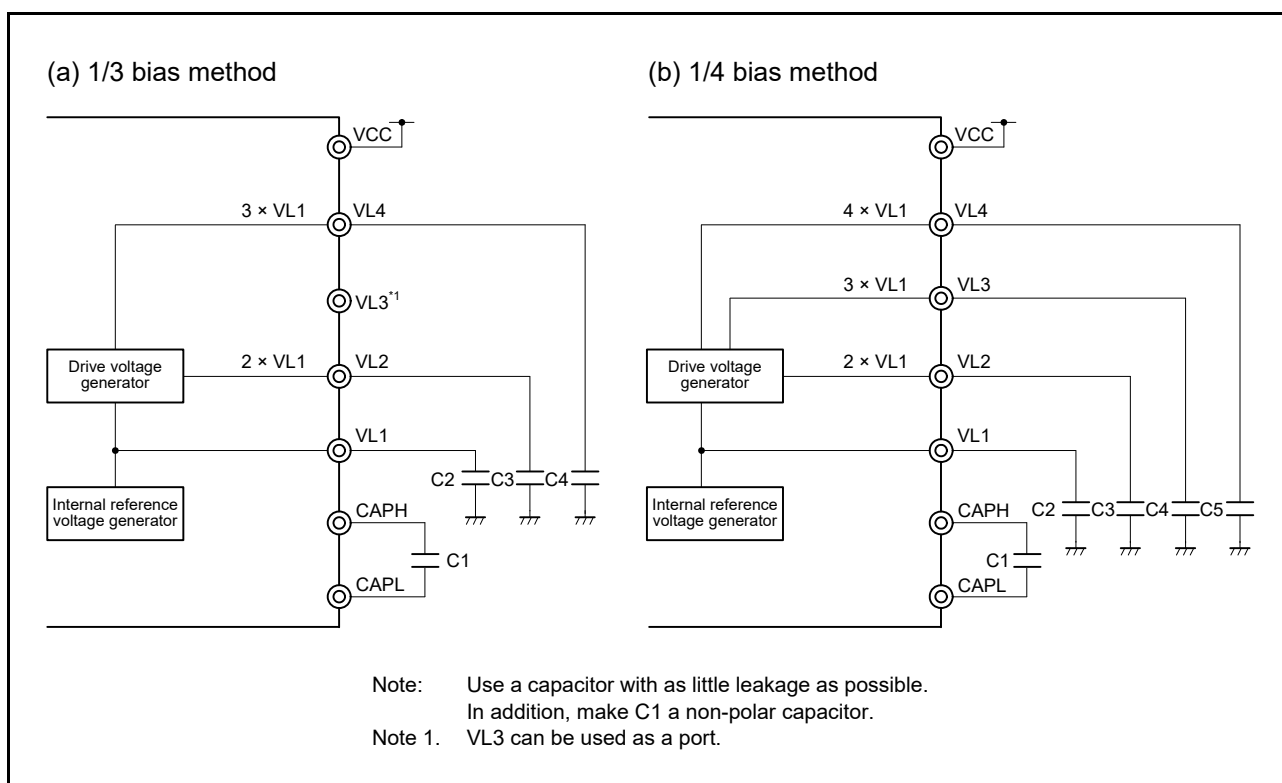 (a) 1/3 bias method
VCC
3 × VL1
VL4
VL3*1
Drive voltage
generator
2 × VL1
VL2
VL1
C2
C3
C4
Internal reference
voltage generator
CAPH
C1
CAPL
(b) 1/4 bias method
VCC
4 × VL1
VL4
3 × VL1
VL3
Drive voltage
generator
2 × VL1
VL2
VL1
Internal reference
voltage generator
CAPH
C2
C3
C4
C5
C1
CAPL
Note: Use a capacitor with as little leakage as possible.
In addition, make C1 a non-polar capacitor.
Note 1. VL3 can be used as a port.